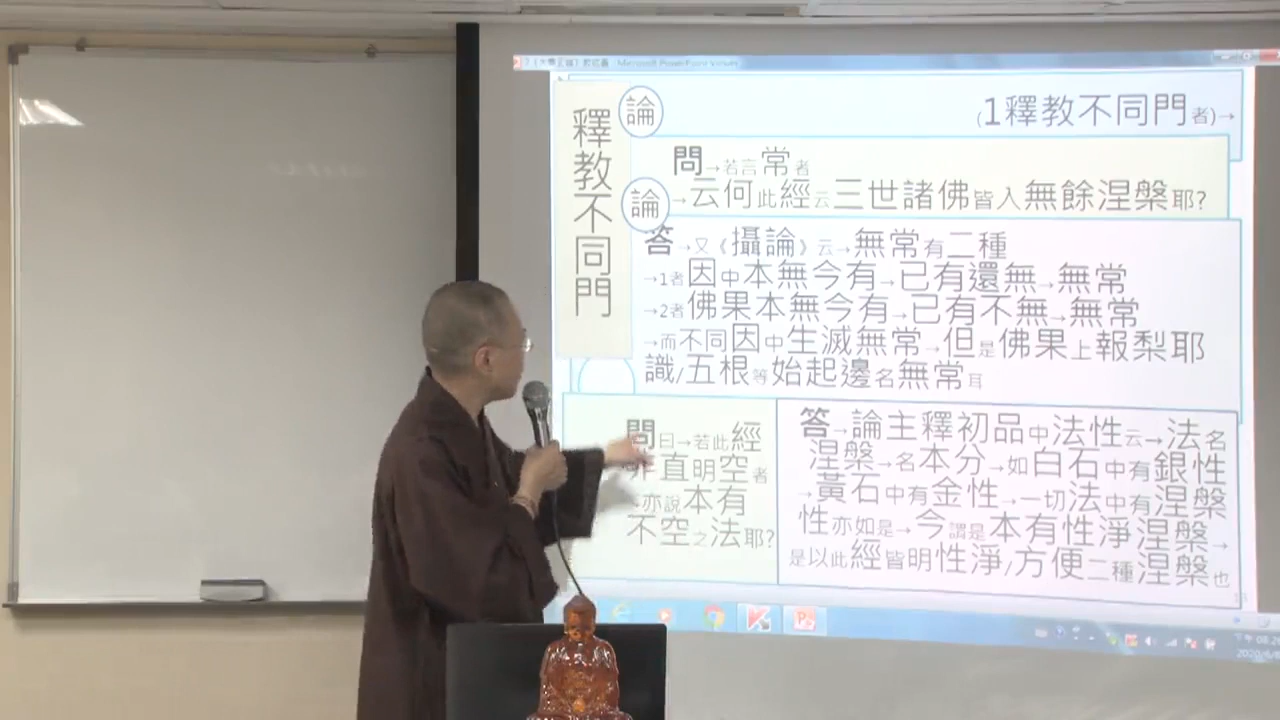 Microsoft PowerPoint Viewer
釋教不同門
論
(1釋教不同門者)→
問→若言常者
論
→云何此經云三世諸佛皆入無餘涅槃耶?
答→又《攝論》云→無常有二種
→1者因中本無今有→已有還無→無常
→2者佛果本無今有→已有不無→無常
→而不同因中生滅無常→但是佛果上報梨耶
識/五根等始起邊名無常耳
問曰→若此經
非直明空者
→亦說本有
不空之法耶?
答→論主釋初品中法性云→法名
涅槃→名本分→如白石中有銀性
→黃石中有金性→一切法中有涅槃
性亦如是→今謂是本有性淨涅槃→
是以此經皆明性淨/方便二種涅槃也